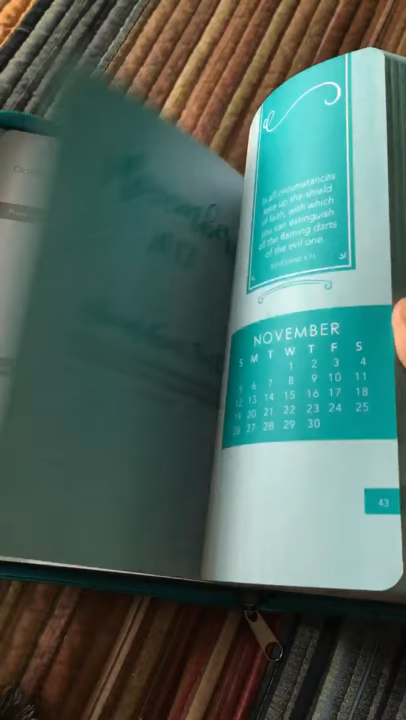 In all circumstances
take up the shield
of faith, with which
you can extinguish
all the flaming darts
of the evil one.
NOVEMBER
S M T W T F S
1 2 3 4
5 6 7 8 9 10 11
12 13 14 15 16 17 18
19 20 21 22 23 24 25
26 27 28 29 30
43